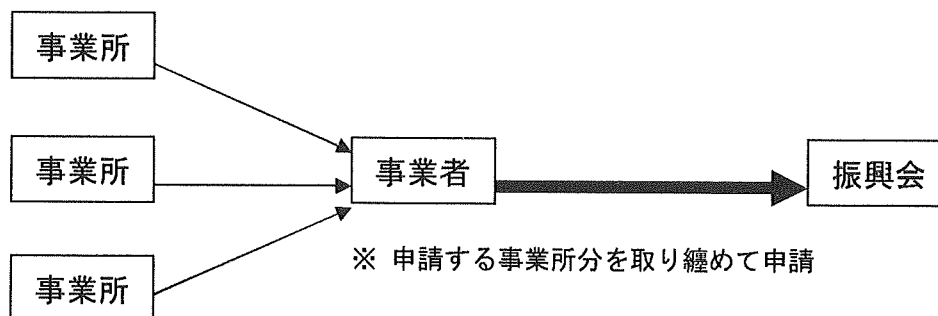 事業所
事業所
事業者
振興会
※ 申請する事業所分を取り纏めて申請
事業所